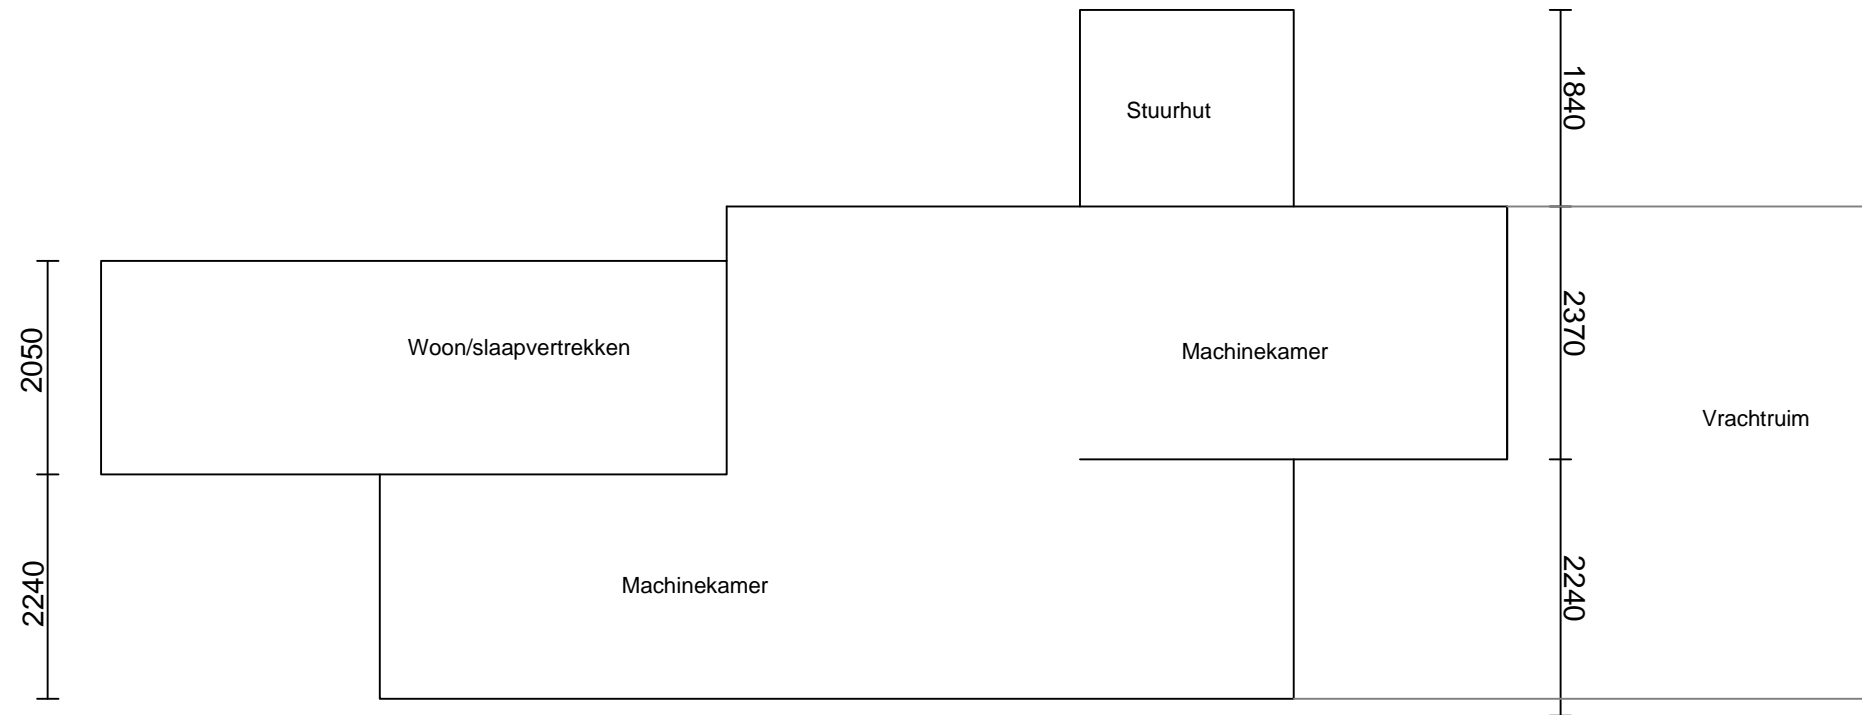 1840
Stuurhut
2370
2050
Woon/slaapvertrekken
Machinekamer
Vrachtruim
2240
Machinekamer
2240